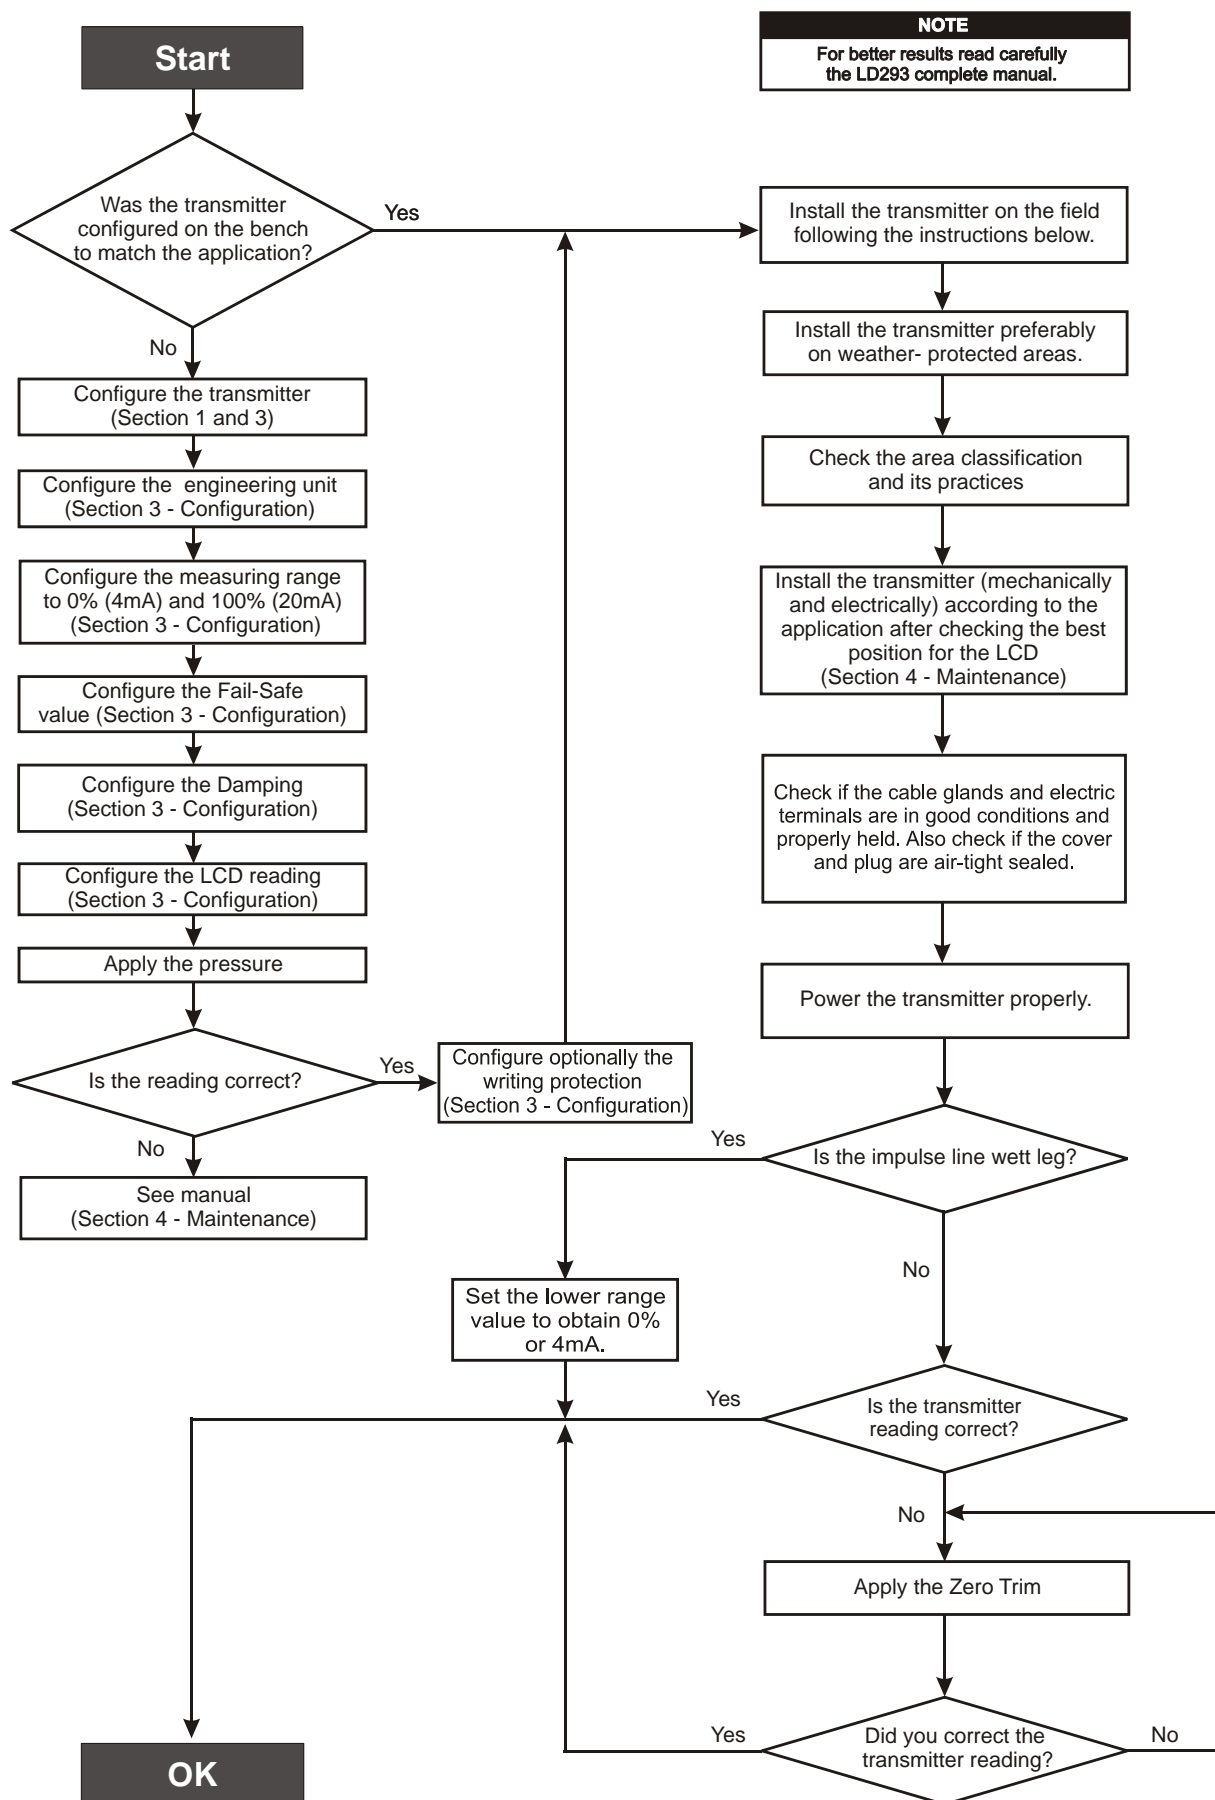 Start
NOTE
For better results read carefully
the LD293 complete manual.
Was the transmitter
configured on the bench
to match the application?
Yes
No
Configure the transmitter
(Section 1 and 3)
Configure the engineering unit
(Section 3 - Configuration)
Configure the measuring range
to 0% (4mA) and 100% (20mA)
(Section 3 - Configuration)
Configure the Fail-Safe
value (Section 3 - Configuration)
Configure the Damping
(Section 3 - Configuration)
Configure the LCD reading
(Section 3 - Configuration)
Apply the pressure
Is the reading correct?
Yes
Configure optionally the
writing protection
(Section 3 - Configuration)
No
See manual
(Section 4 - Maintenance)
Install the transmitter on the field
following the instructions below.
Install the transmitter preferably
on weather- protected areas.
Check the area classification
and its practices
Install the transmitter (mechanically
and electrically) according to the
application after checking the best
position for the LCD
(Section 4 - Maintenance)
Check if the cable glands and electric
terminals are in good conditions and
properly held. Also check if the cover
and plug are air-tight sealed.
Power the transmitter properly.
Is the impulse line wett leg?
Yes
No
Set the lower range
value to obtain 0%
or 4mA.
Is the transmitter
reading correct?
Yes
No
Apply the Zero Trim
Did you correct the
transmitter reading?
Yes
No
OK